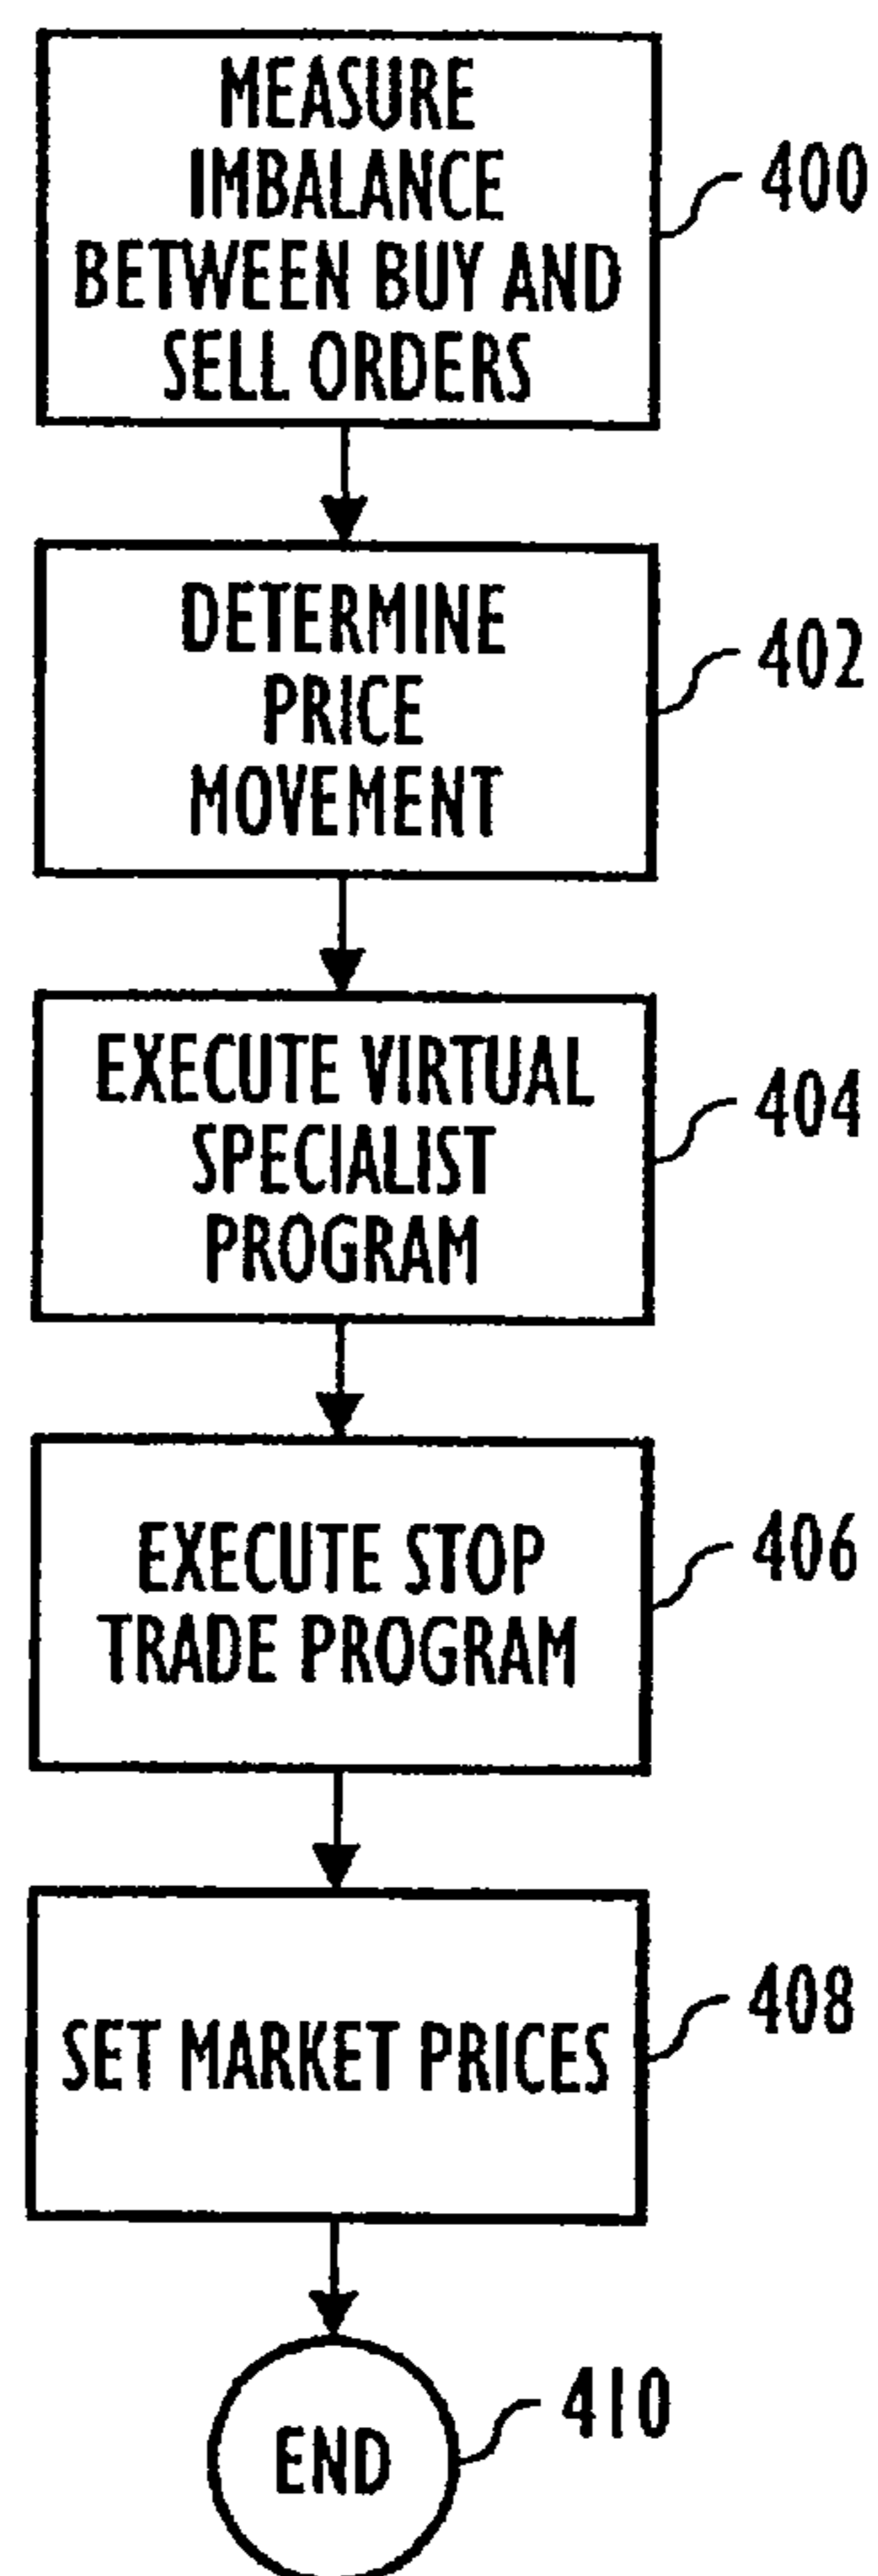 MEASURE
IMBALANCE
BETWEEN BUY AND
SELL ORDERS
400
DETERMINE
PRICE
MOVEMENT
402
EXECUTE VIRTUAL
SPECIALIST
PROGRAM
404
EXECUTE STOP
TRADE PROGRAM
406
SET MARKET PRICES
408
END
410